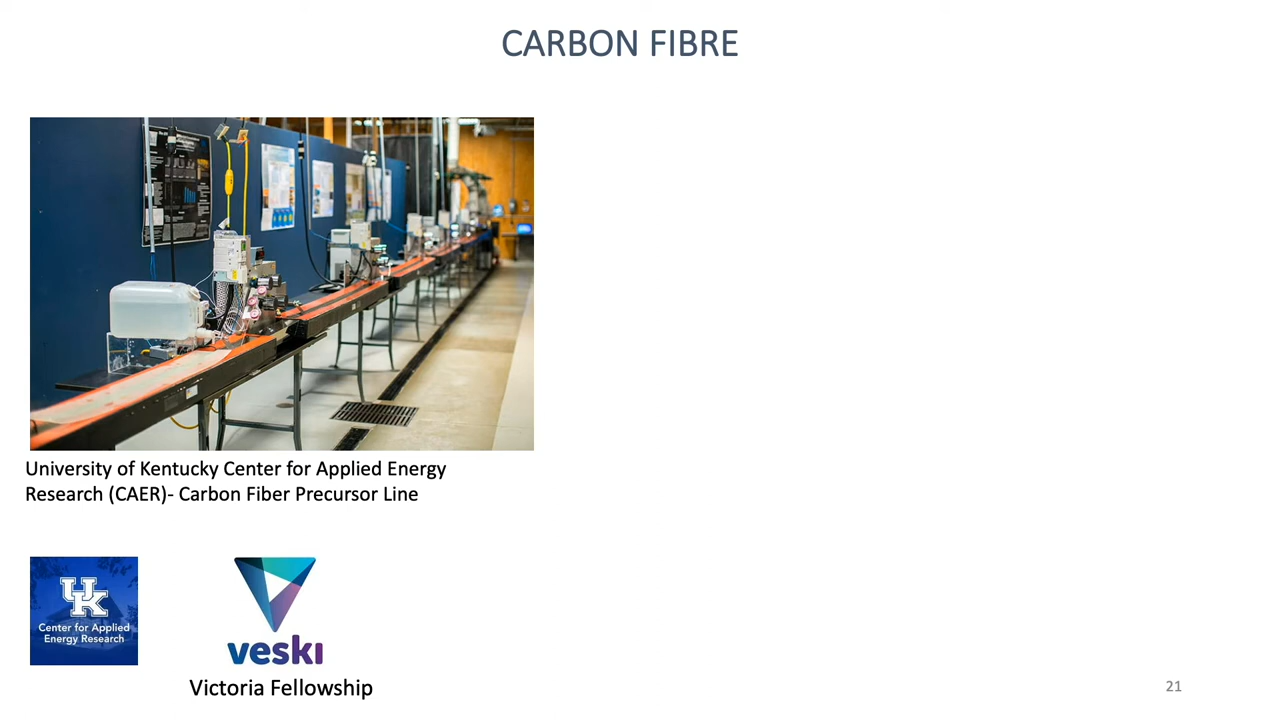 CARBON FIBRE
University of Kentucky Center for Applied Energy
Research (CAER)- Carbon Fiber Precursor Line
UK
Center for Applied
Energy Research
veski
Victoria Fellowship
21